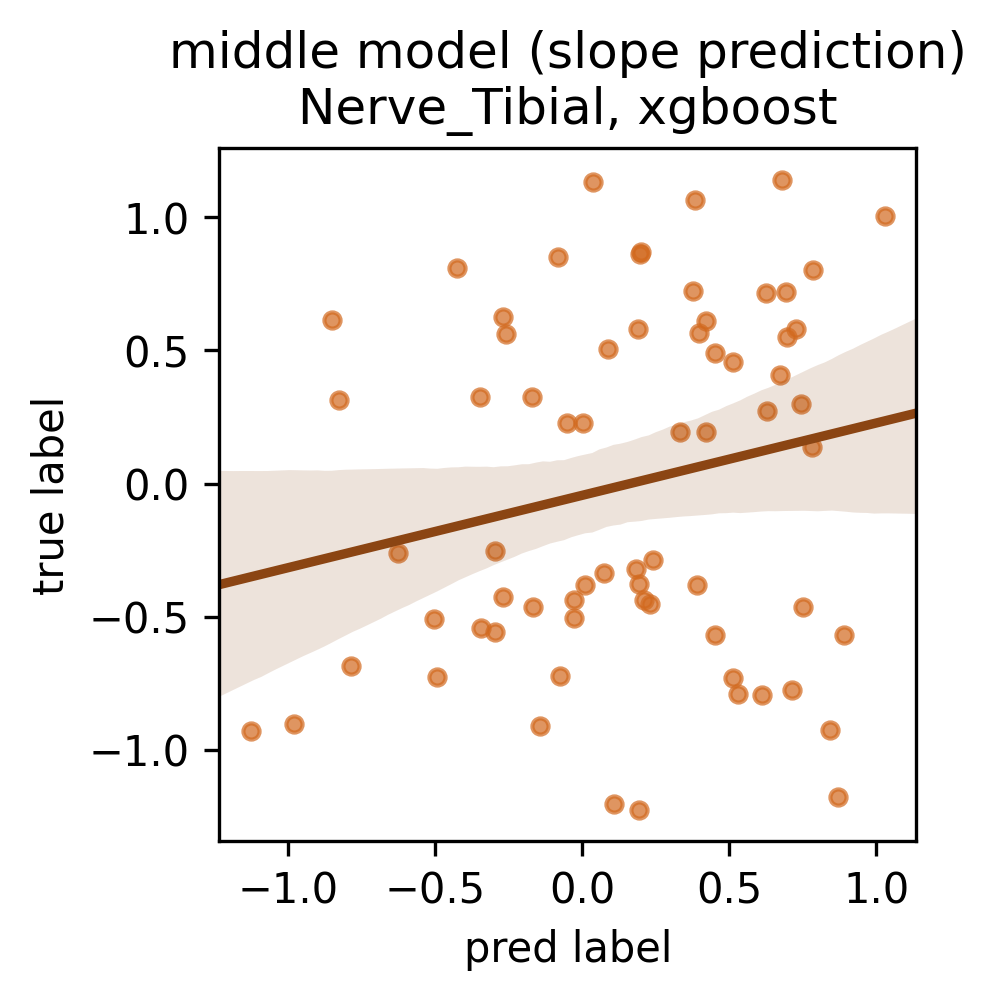 middle model (slope prediction)
Nerve_Tibial, xgboost
true label
1.0
0.5
0.0
−0.5
−1.0
−1.0
−0.5
0.0
0.5
1.0
pred label